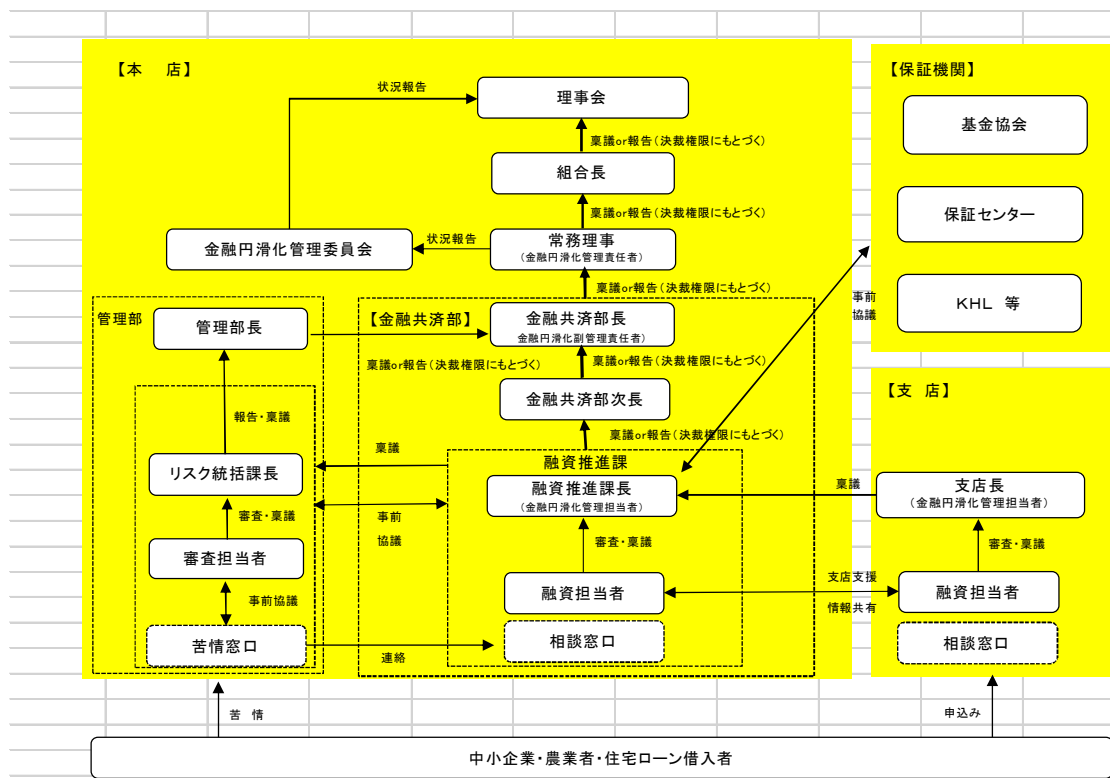 【本　店】
状況報告
理事会
稟議or報告(決裁権限にもとづく)
組合長
稟議or報告(決裁権限にもとづく)
金融円滑化管理委員会
状況報告
常務理事
(金融円滑化管理責任者)
稟議or報告(決裁権限にもとづく)
管理部
管理部長
【金融共済部】
金融共済部長
金融円滑化副管理責任者)
稟議or報告(決裁権限にもとづく)
稟議or報告(決裁権限にもとづく)
金融共済部次長
稟議or報告(決裁権限にもとづく)
報告・稟議
リスク統括課長
稟議
融資推進課
融資推進課長
(金融円滑化管理担当者)
審査・稟議
事前
協議
審査・稟議
審査担当者
事前協議
融資担当者
苦情窓口
連絡
相談窓口
【保証機関】
基金協会
保証センター
KHL 等
事前
協議
【支 店】
稟議
支店長
(金融円滑化管理担当者)
審査・稟議
支店支援
情報共有
融資担当者
相談窓口
苦 情
申込み
中小企業・農業者・住宅ローン借入者